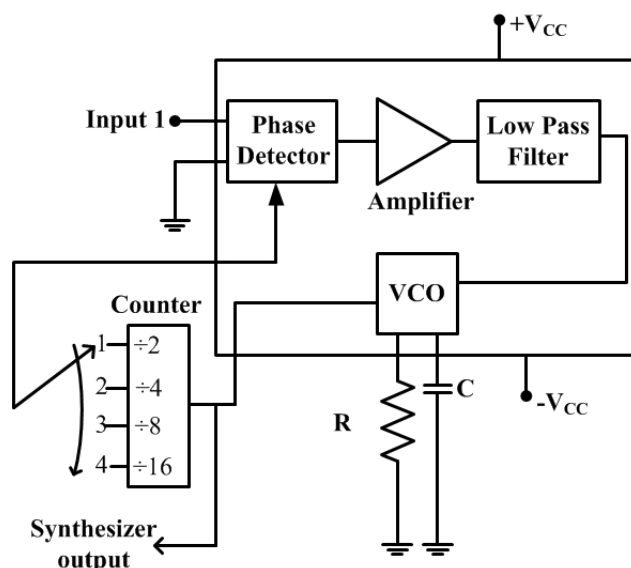 +VCC
Input 1
Phase
Detector
Amplifier
Low Pass
Filter
VCO
Counter
1 ÷2
2 ÷4
3 ÷8
4 ÷16
R
C
-VCC
Synthesizer
output